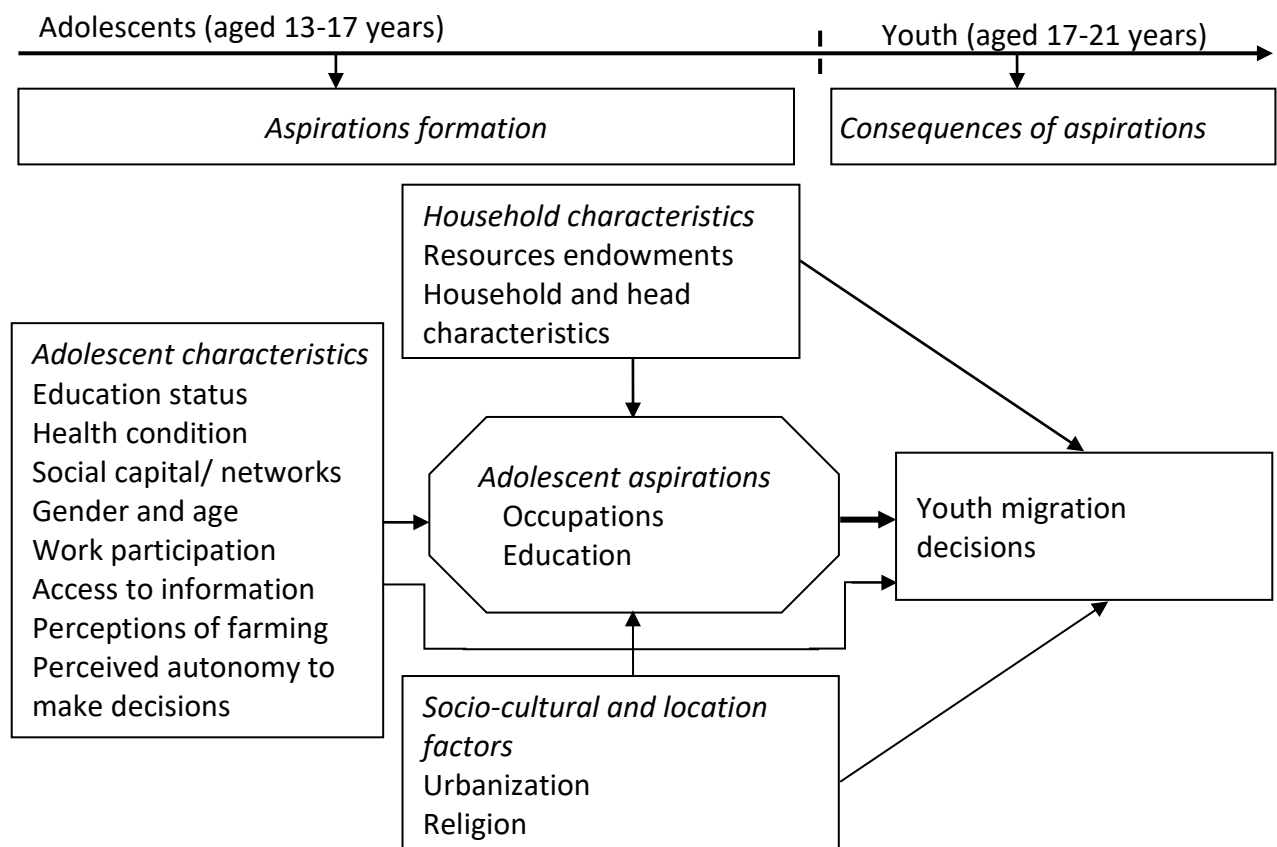 Adolescents (aged 13-17 years)
Youth (aged 17-21 years)
Aspirations formation
Consequences of aspirations
Household characteristics
Resources endowments
Household and head
characteristics
Adolescent characteristics
Education status
Health condition
Social capital/ networks
Gender and age
Work participation
Access to information
Perceptions of farming
Perceived autonomy to
make decisions
Adolescent aspirations
Occupations
Education
Youth migration
decisions
Socio-cultural and location
factors
Urbanization
Religion